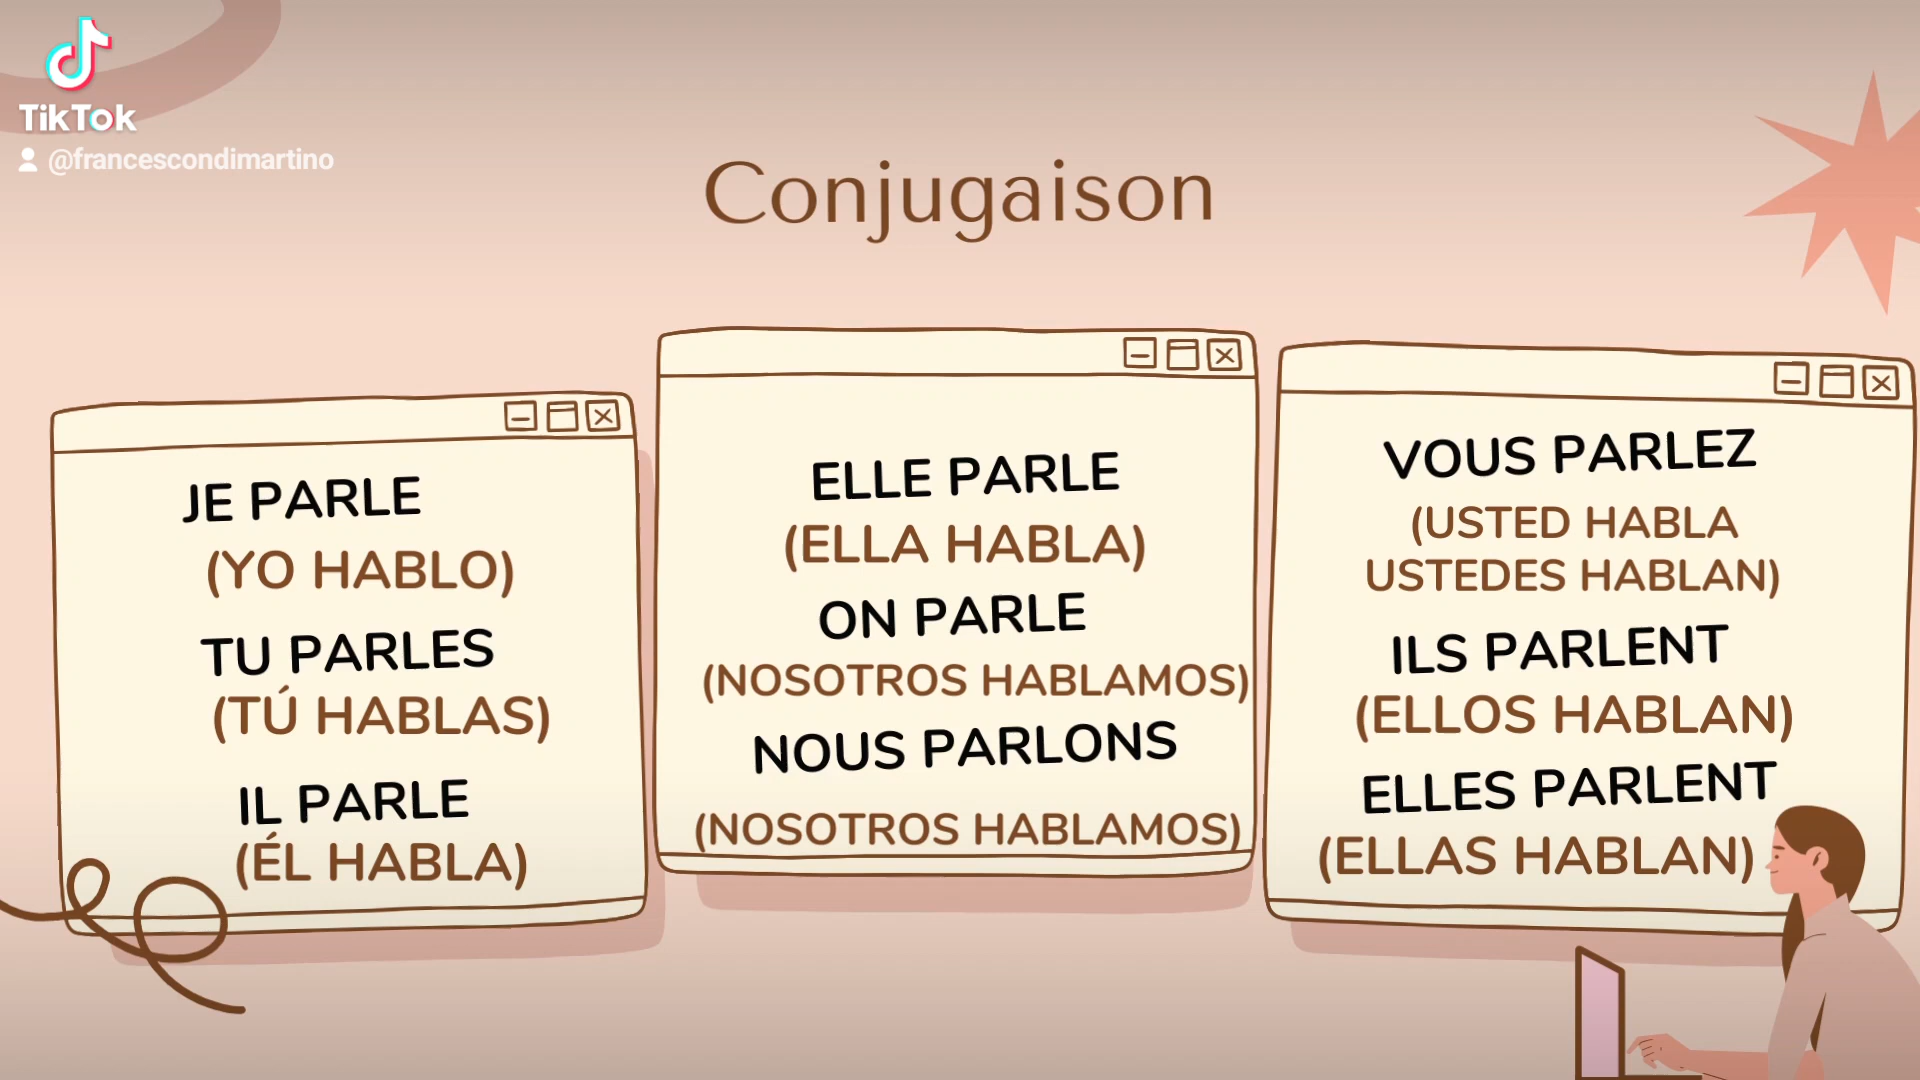 TikTok
@francescondimartino
Conjugaison
JE PARLE
(YO HABLO)
TU PARLES
(TÚ HABLAS)
IL PARLE
(ÉL HABLA)
ELLE PARLE
(ELLA HABLA)
ON PARLE
(NOSOTROS HABLAMOS)
NOUS PARLONS
(NOSOTROS HABLAMOS)
VOUS PARLEZ
(USTED HABLA
USTEDES HABLAN)
ILS PARLENT
(ELLOS HABLAN)
ELLES PARLENT
(ELLAS HABLAN)